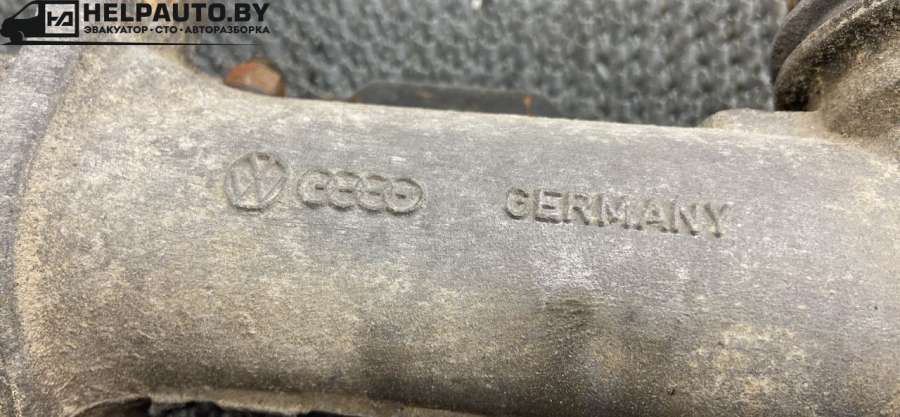 HELPAUTO.BY
ЭВАКУАТОР · СТО · АВТОРАЗБОРКА
GERMANY